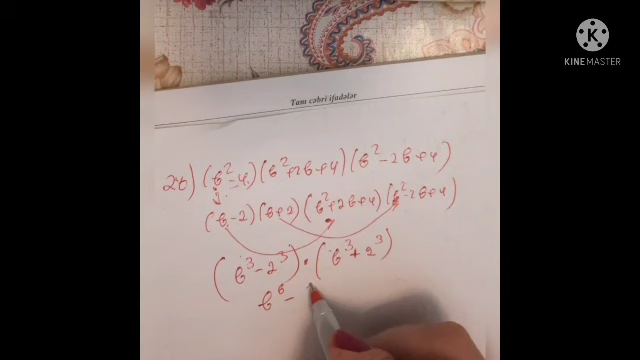 KINEMASTER
Tam cəbri ifadələr
(b²-4)(b²+2b+4)(b²-2b+4)
(b-2)(b+2)(b²+2b+4)(b²-2b+4)
(b³-2³)·(b³+2³)
b⁶-